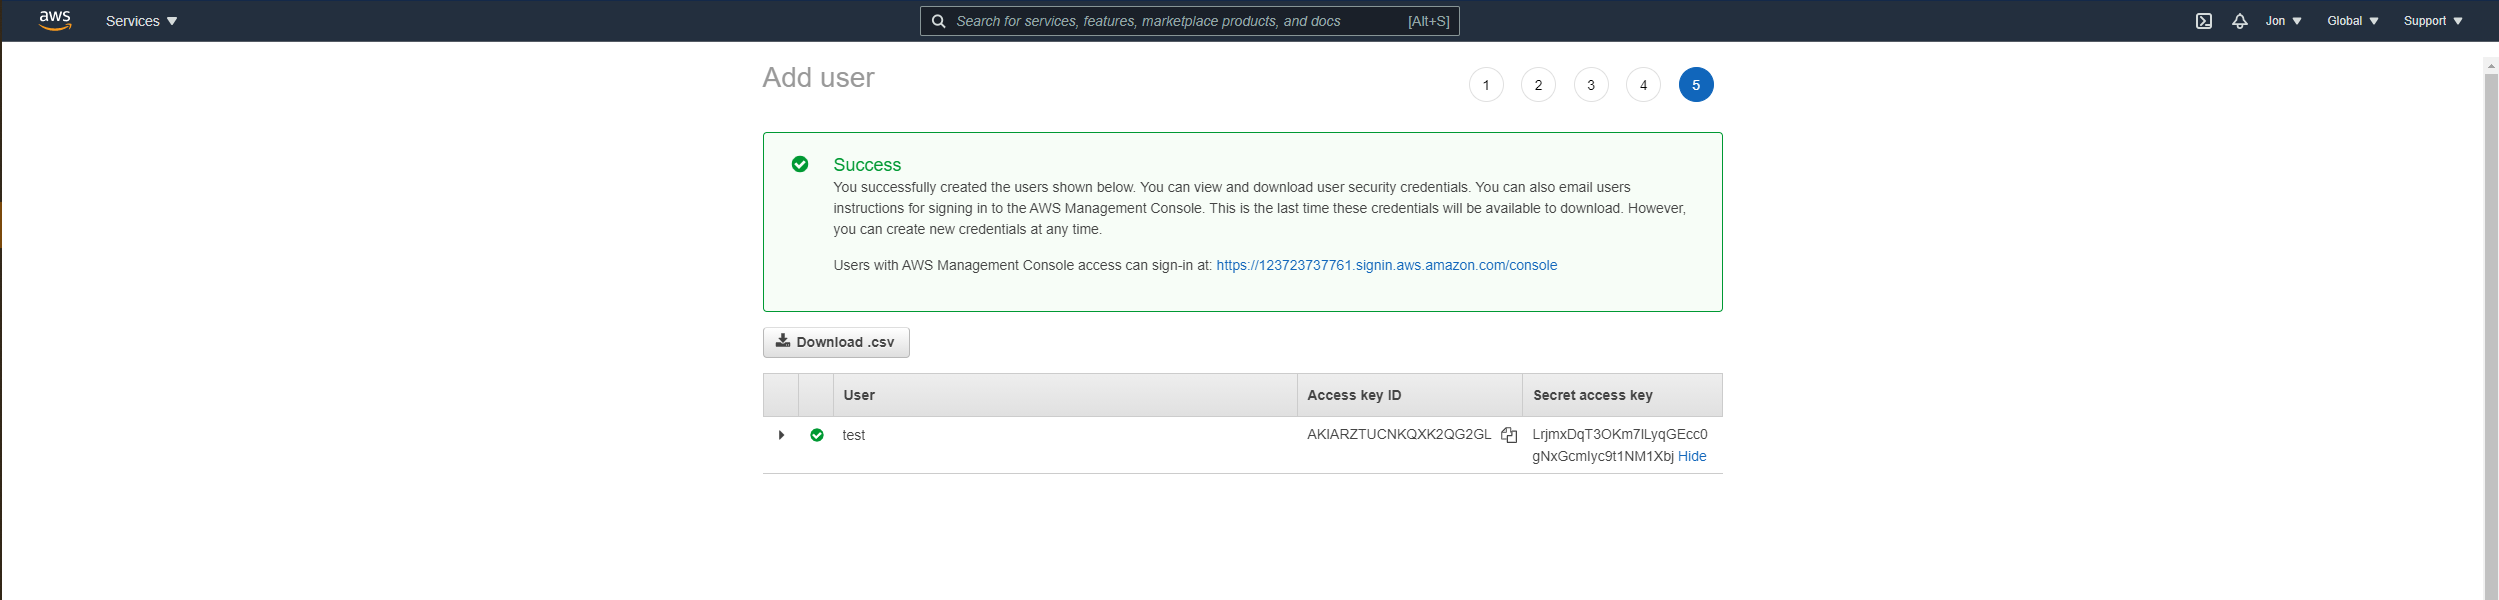 aws
Services
Search for services, features, marketplace products, and docs [Alt+S]
Jon Global Support
Add user
1 2 3 4 5
Success
You successfully created the users shown below. You can view and download user security credentials. You can also email users
instructions for signing in to the AWS Management Console. This is the last time these credentials will be available to download. However,
you can create new credentials at any time.
Users with AWS Management Console access can sign-in at: https://123723737761.signin.aws.amazon.com/console
Download .csv
User Access key ID Secret access key
test AKIARZTUCNKQXK2QG2GL
Hide